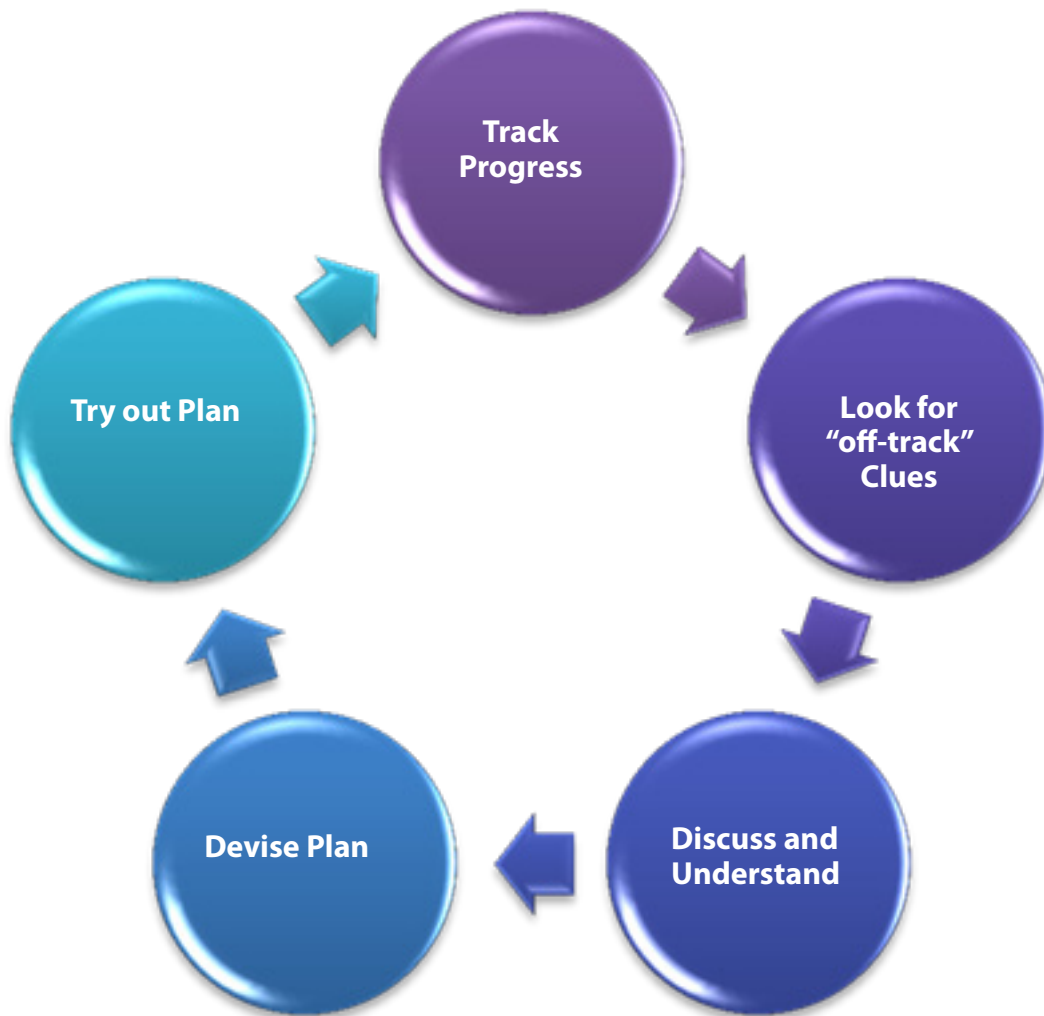 Track
Progress
Look for
“off-track”
Clues
Discuss and
Understand
Devise Plan
Try out Plan